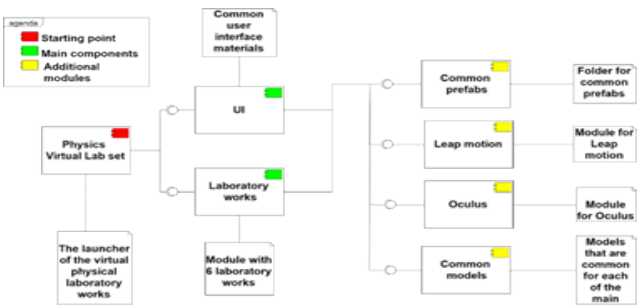 agenda
Starting point
Main components
Additional
modules
Common
user
interface
materials
UI
Physics
Virtual Lab set
Laboratory
works
The launcher
of the virtual
physical
laboratory
works
Module with
6 laboratory
works
Common
prefabs
Folder for
common
prefabs
Leap motion
Module for
Leap
motion
Oculus
Module
for Oculus
Common
models
Models
that are
common
for each
of the
main